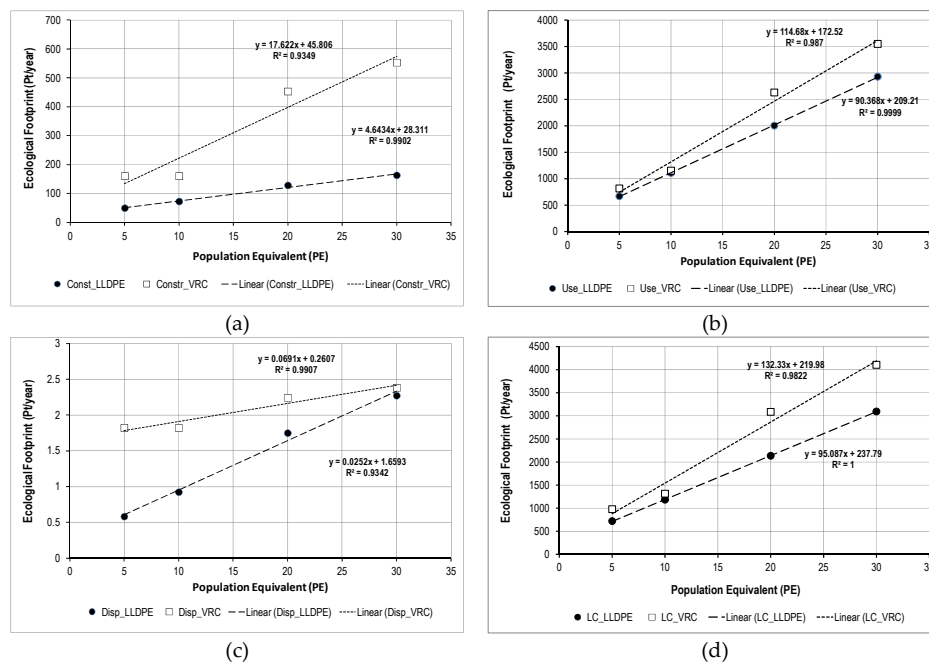 700
600
500
400
300
200
100
0
Ecological Footprint (Pt/year)
y = 17.622x + 45.806
R² = 0.9349
4.6434x + 28.311
R² = 0.9902
0 5 10 15 20 25 30 35
Population Equivalent (PE)
Const_LLDPE Constr_VRC Linear (Constr_LLDPE) Linear (Constr_VRC)
(a)
4000
3500
3000
2500
2000
1500
1000
500
0
Ecological Footprint (Pt/year)
y = 114.68x + 172.52
R² = 0.987
y = 90.368x + 209.21
R² = 0.9999
0 5 10 15 20 25 30 35
Population Equivalent (PE)
Use_LLDPE Use_VRC Linear (Use_LLDPE) Linear (Use_VRC)
(b)
3
2.5
2
1.5
1
0.5
0
Ecological Footprint (Pt/year)
y = 0.0691x + 0.2607
R² = 0.9907
y = 0.0252x + 1.6593
R² = 0.9342
0 5 10 15 20 25 30 35
Population Equivalent (PE)
Disp_LLDPE Disp_VRC Linear (Disp_LLDPE) Linear (Disp_VRC)
(c)
4500
4000
3500
3000
2500
2000
1500
1000
500
0
Ecological Footprint (Pt/year)
y = 132.33x + 219.98
R² = 0.9822
y = 95.087x + 237.79
R² = 1
0 5 10 15 20 25 30 35
Population Equivalent (PE)
LC_LLDPE LC_VRC Linear (LC_LLDPE) Linear (LC_VRC)
(d)